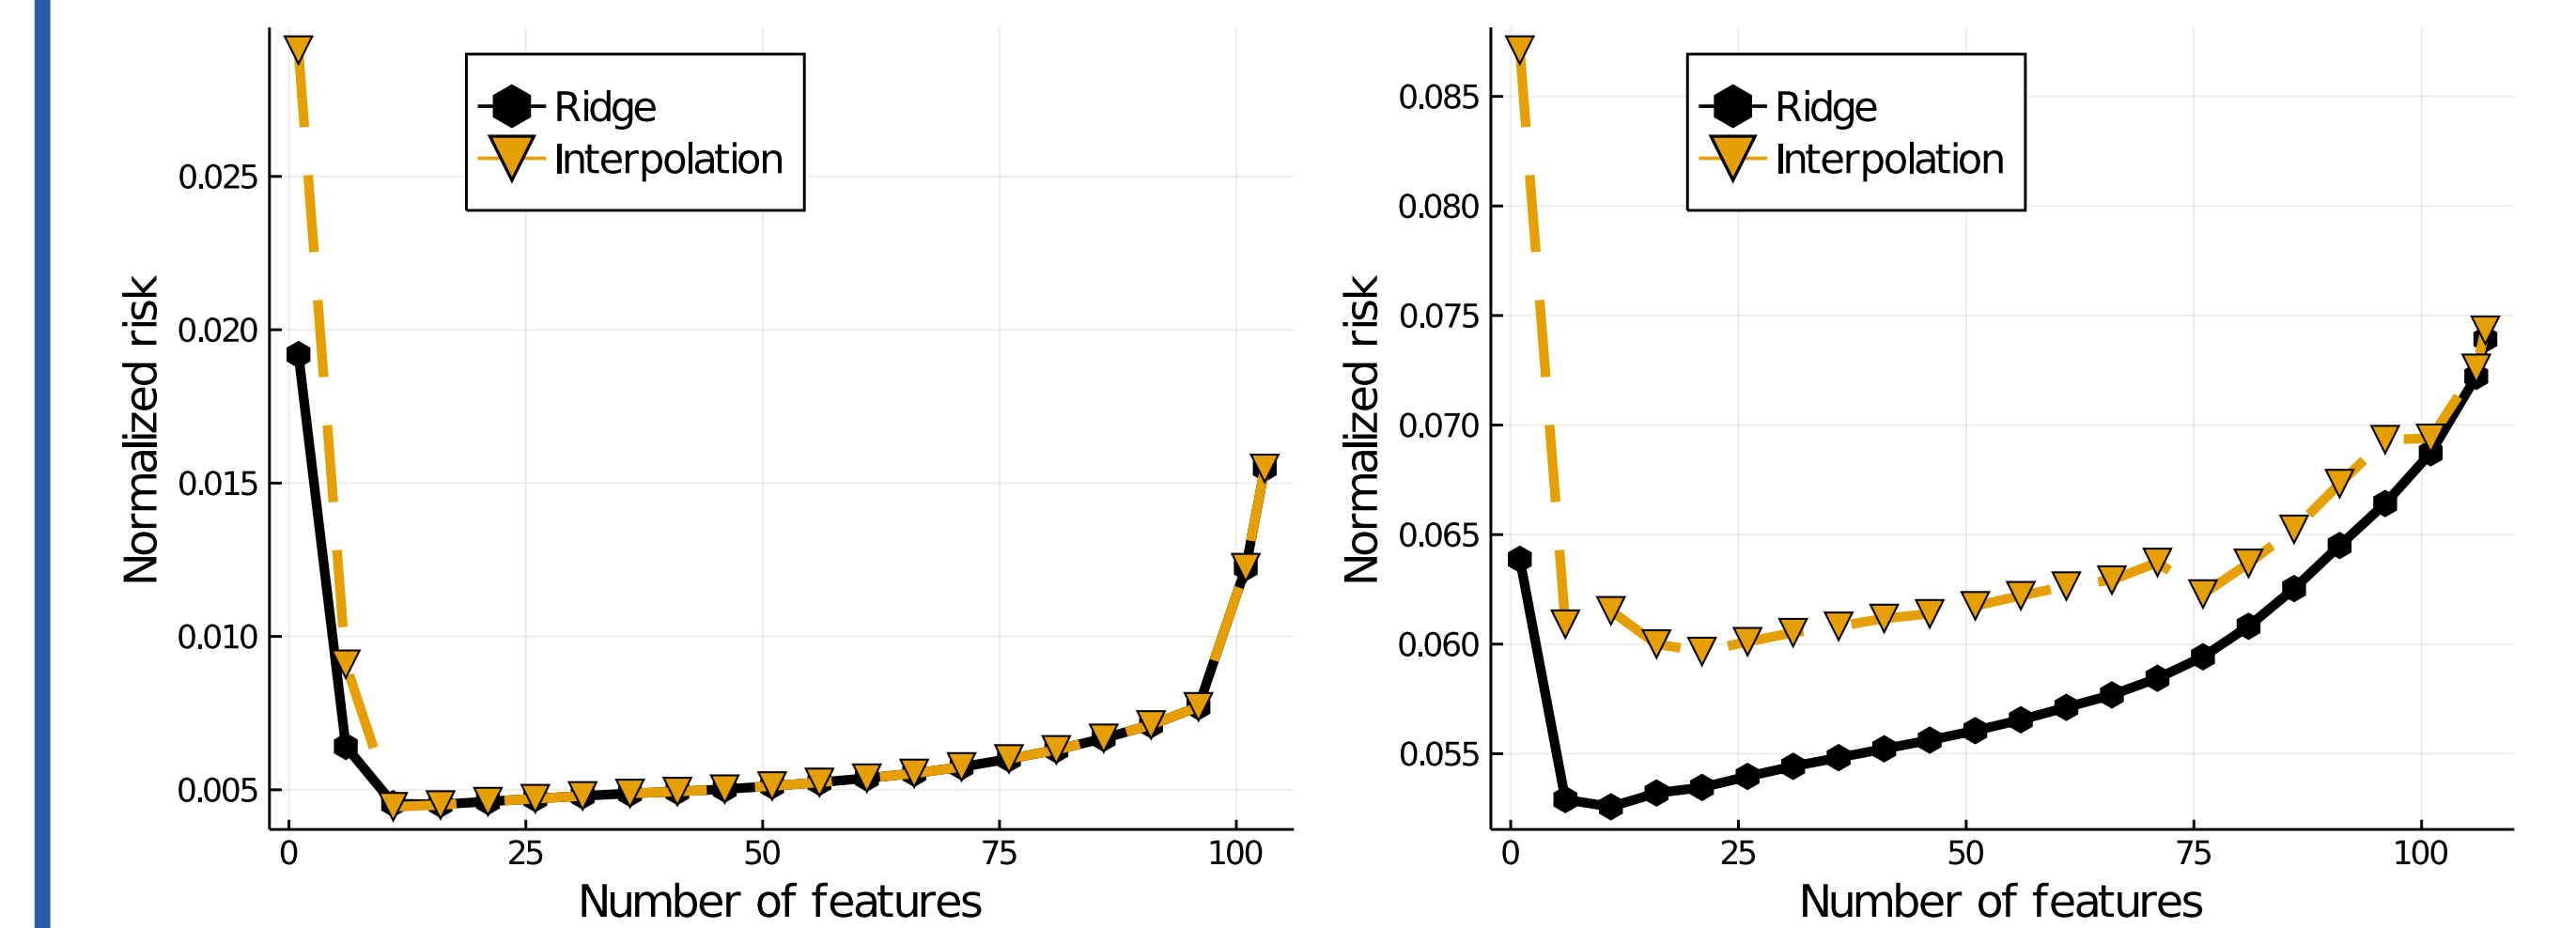 Ridge
Interpolation
0.025
0.020
0.015
0.010
0.005
Normalized risk
0 25 50 75 100
Number of features
Ridge
Interpolation
0.085
0.080
0.075
0.070
0.065
0.060
0.055
Normalized risk
0 25 50 75 100
Number of features